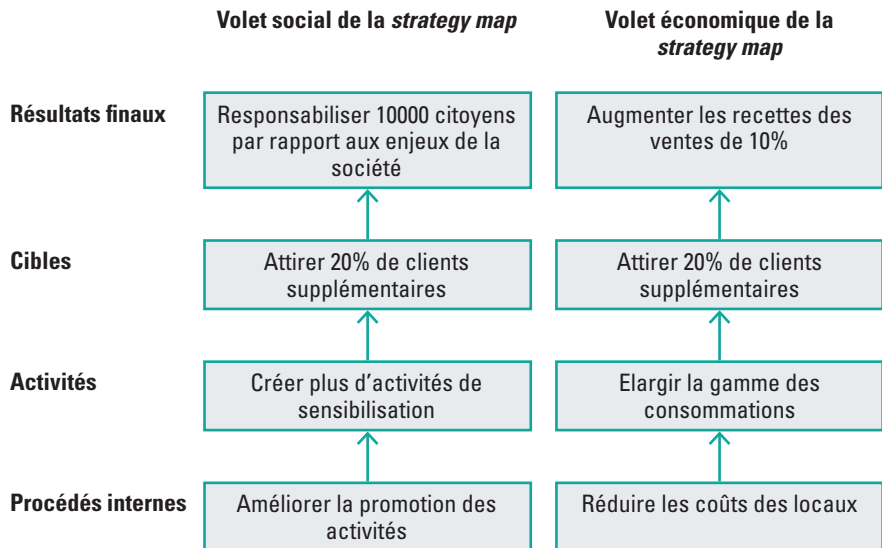 Volet social de la strategy map
Volet économique de la
strategy map
Résultats finaux
Responsabiliser 10000 citoyens
par rapport aux enjeux de la
société
Augmenter les recettes des
ventes de 10%
Cibles
Attirer 20% de clients
supplémentaires
Attirer 20% de clients
supplémentaires
Activités
Créer plus d'activités de
sensibilisation
Elargir la gamme des
consommations
Procédés internes
Améliorer la promotion des
activités
Réduire les coûts des locaux